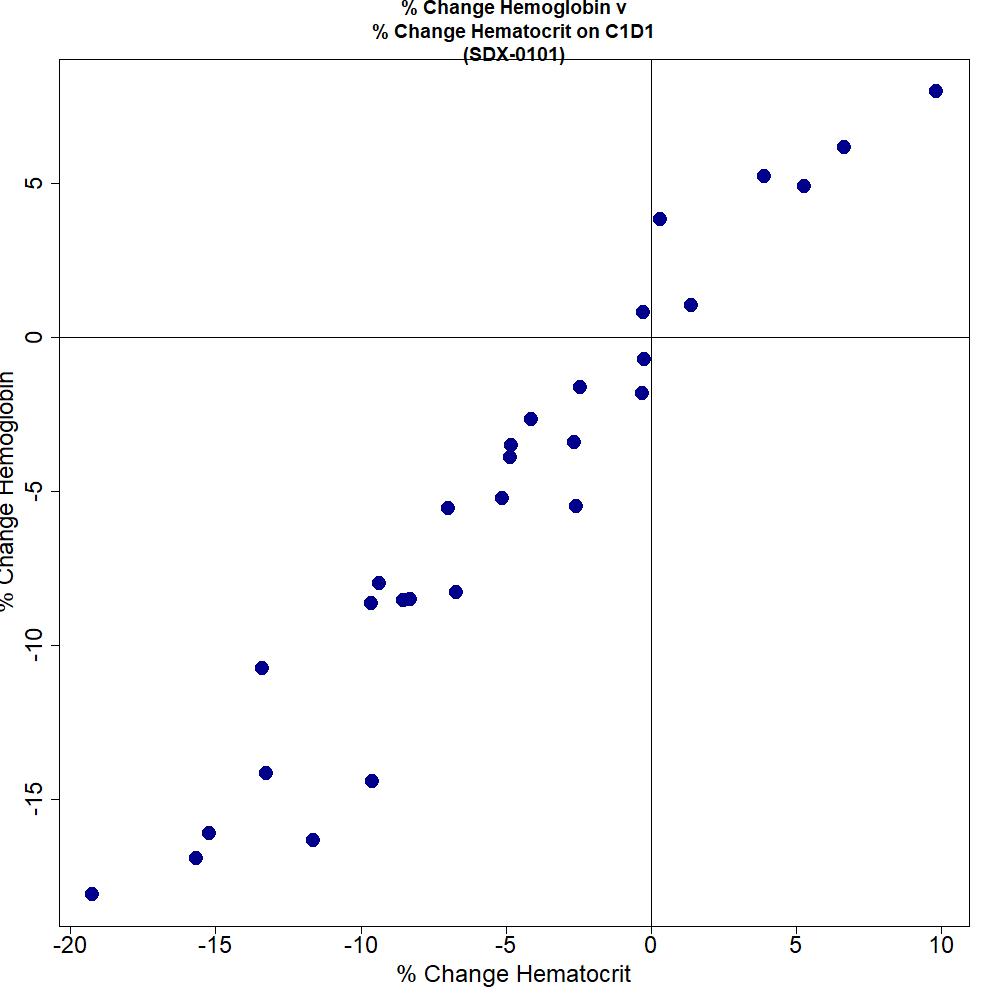 % Change Hemoglobin v
% Change Hematocrit on C1D1
(SDX-0101)
% Change Hemoglobin
5
0
-5
-10
-15
-20 -15 -10 -5 0 5 10
% Change Hematocrit